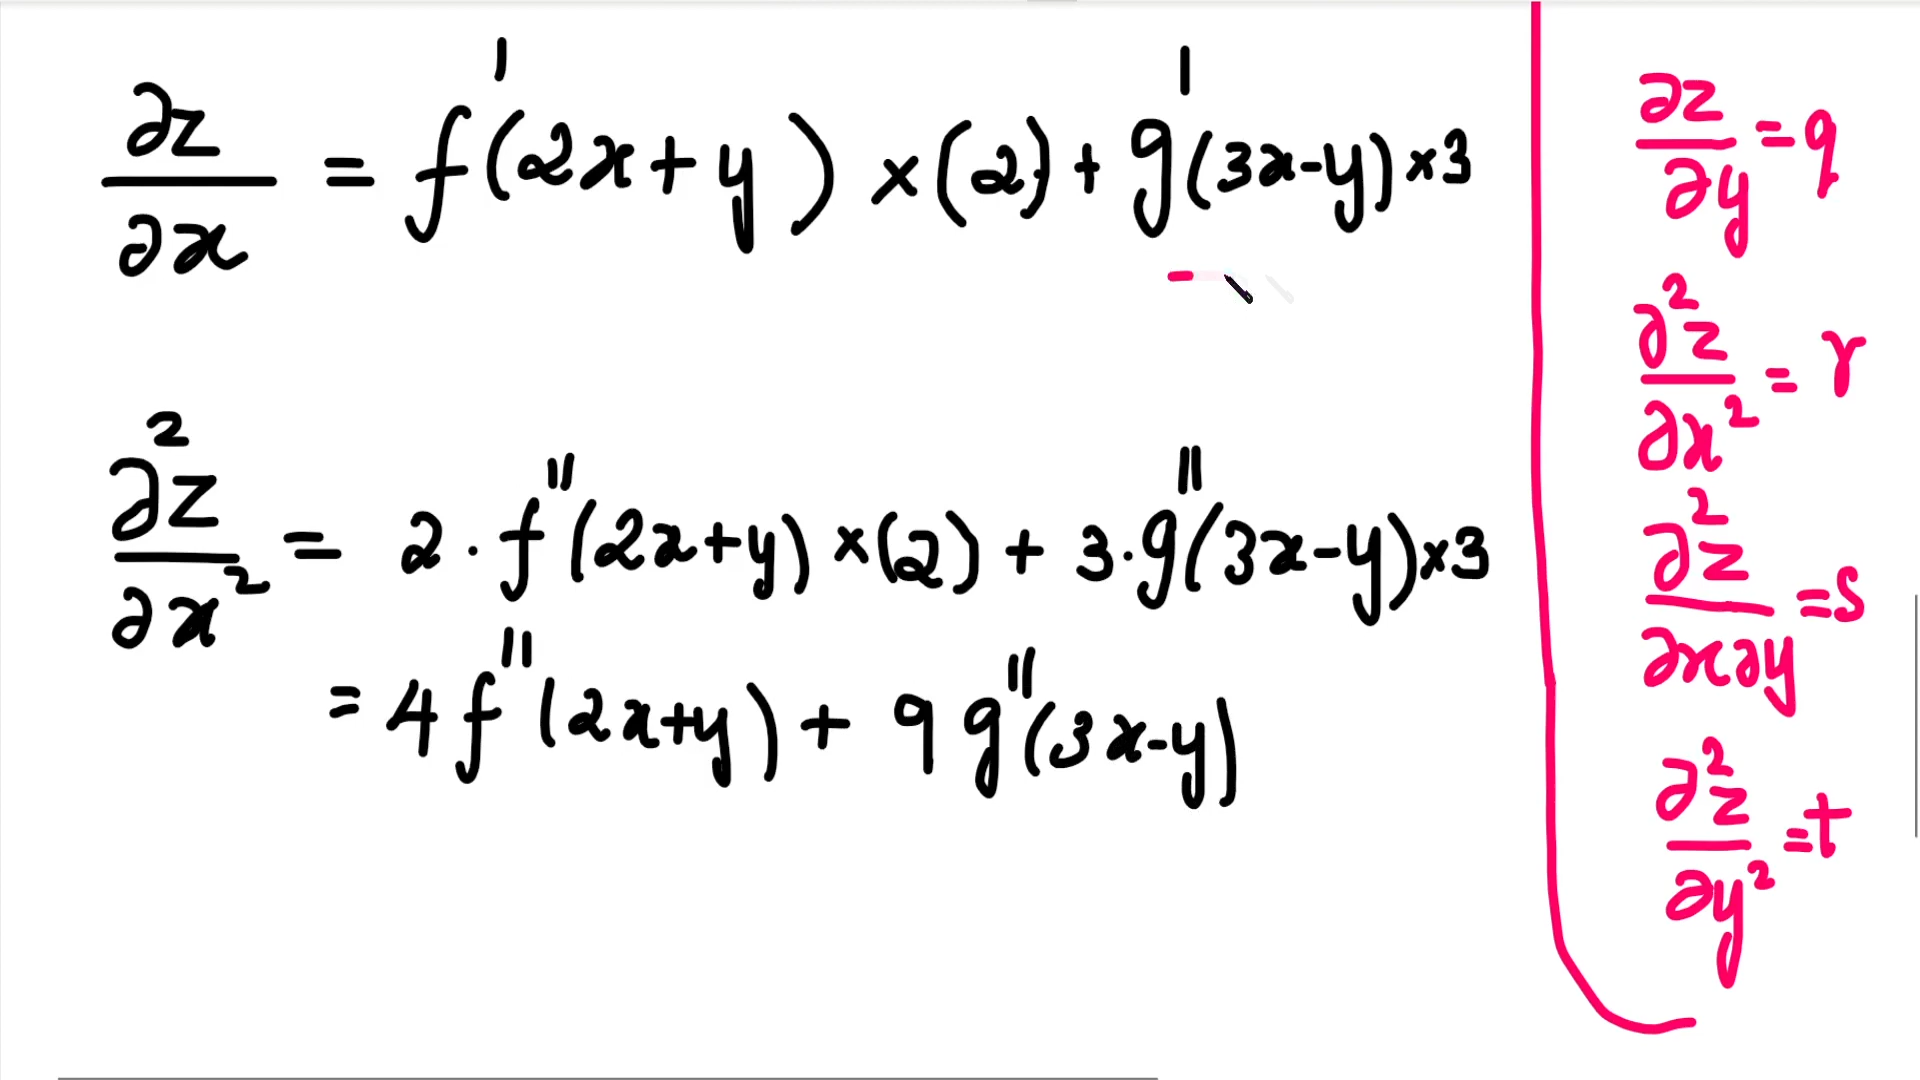 ∂z/∂x = f'(2x+y) ×(2) + g'(3x-y) ×3
∂²z/∂x² = 2 · f''(2x+y) ×(2) + 3 · g''(3x-y) ×3
= 4 f''(2x+y) + 9 g''(3x-y)
∂z/∂y = q
∂²z/∂x² = r
∂²z/∂x∂y = s
∂²z/∂y² = t